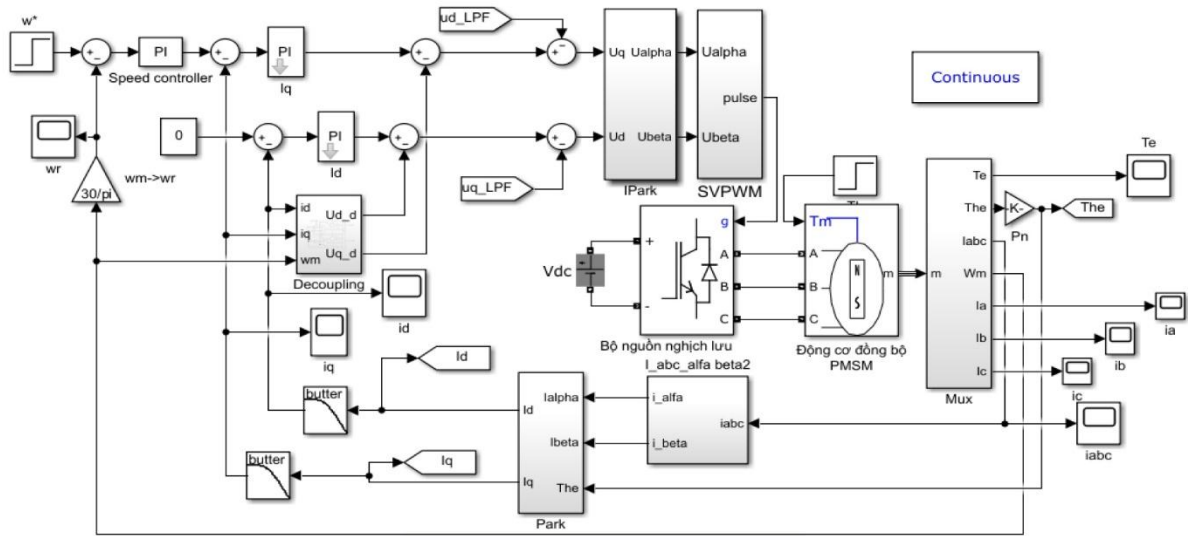 w*
ud_LPF
PI
Speed controller
PI
Iq
Uq
Ualpha
Ud
Ubeta
IPark
Ualpha
pulse
Ubeta
SVPWM
Continuous
wr
30/pi
wm->wr
0
PI
Id
uq_LPF
id
iq
wm
Ud_d
Uq_d
Decoupling
id
iq
Vdc
+
-
g
A
B
C
Bộ nguồn nghịch lưu
Tm
A
B
C
N
S
m
Động cơ đồng bộ
PMSM
m
Te
The
Iabc
Wm
Ia
Ib
Ic
Mux
Te
-K-
Pn
The
ia
ib
ic
iabc
butter
butter
Id
Iq
Id
Iq
Ialpha
Ibeta
The
Park
I_abc_alfa beta2
i_alfa
i_beta
iabc